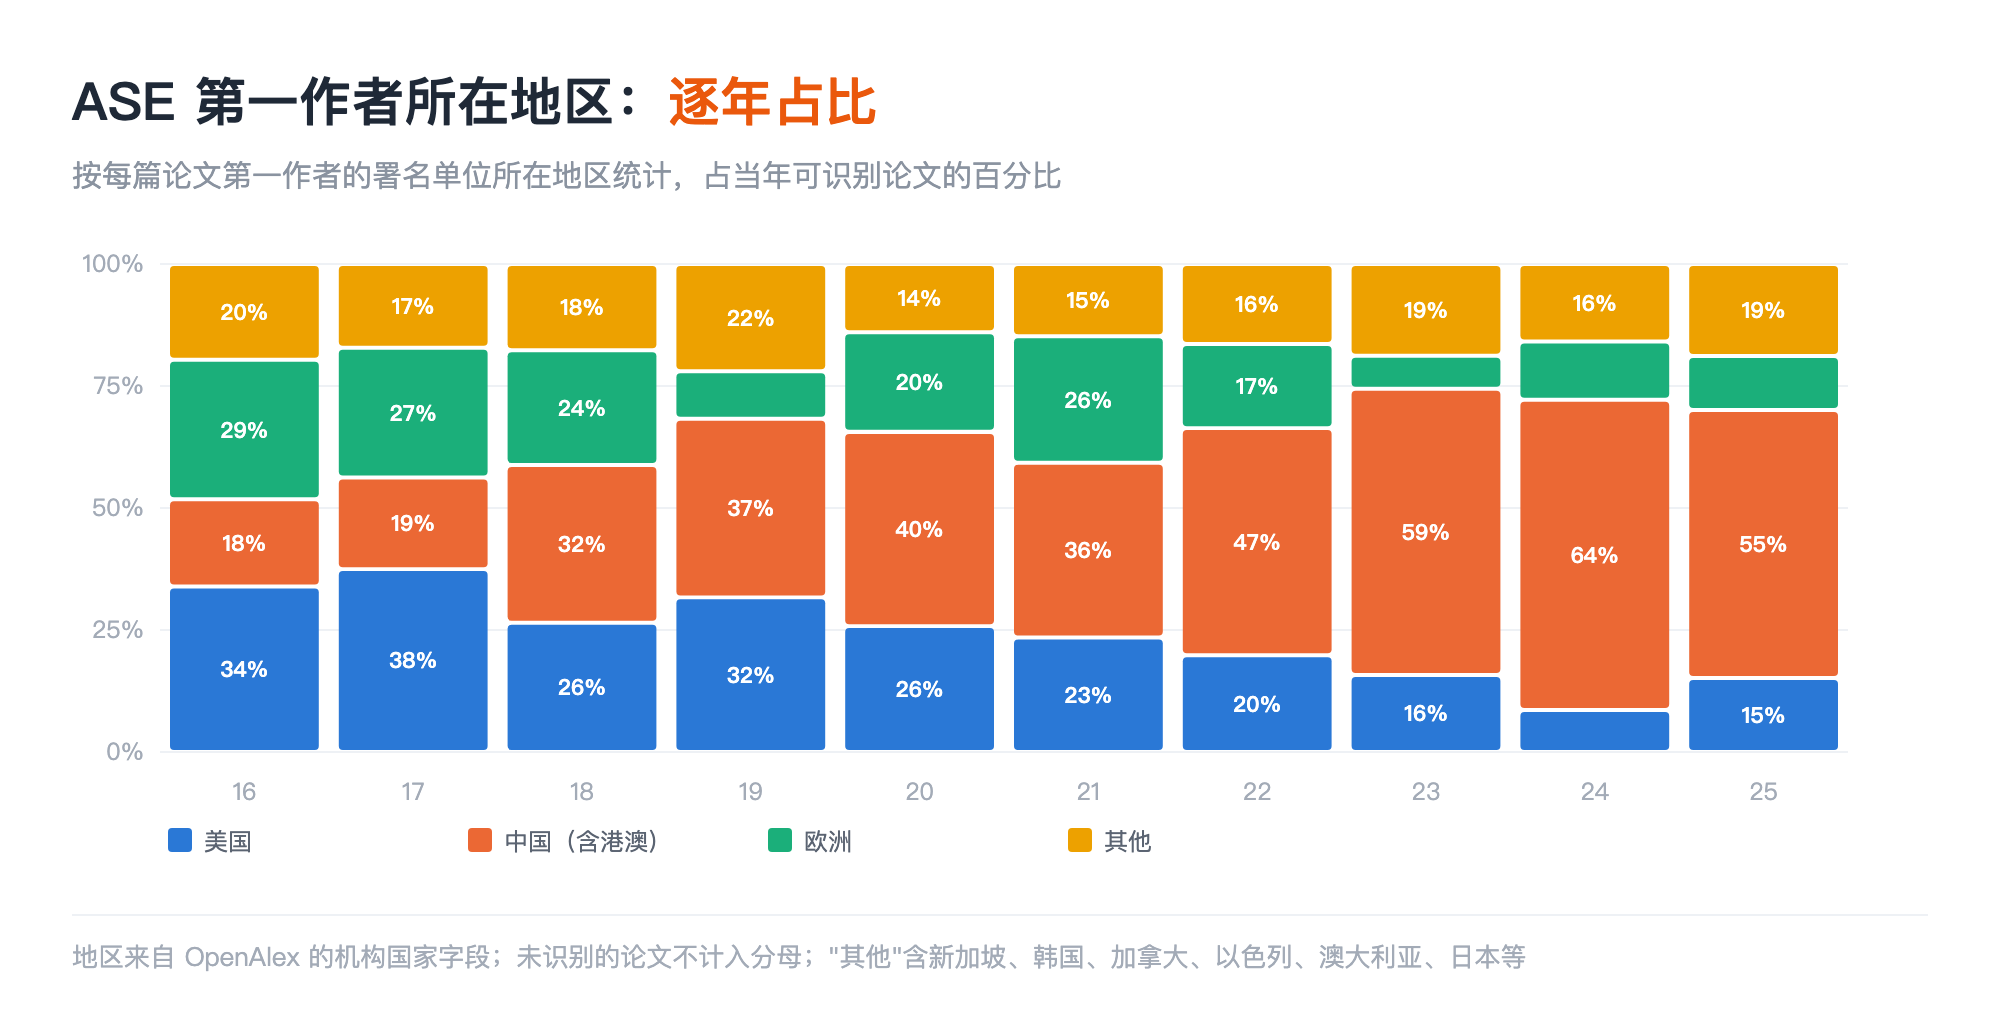 ASE 第一作者所在地区：逐年占比
按每篇论文第一作者的署名单位所在地区统计，占当年可识别论文的百分比
100%
75%
50%
25%
0%
20% 17% 18% 22% 14% 15% 16% 19% 16% 19%
29% 27% 24% 20% 26% 17%
18% 19% 32% 37% 40% 36% 47% 59% 64% 55%
34% 38% 26% 32% 26% 23% 20% 16% 15%
16 17 18 19 20 21 22 23 24 25
美国 中国（含港澳） 欧洲 其他
地区来自 OpenAlex 的机构国家字段；未识别的论文不计入分母；"其他"含新加坡、韩国、加拿大、以色列、澳大利亚、日本等